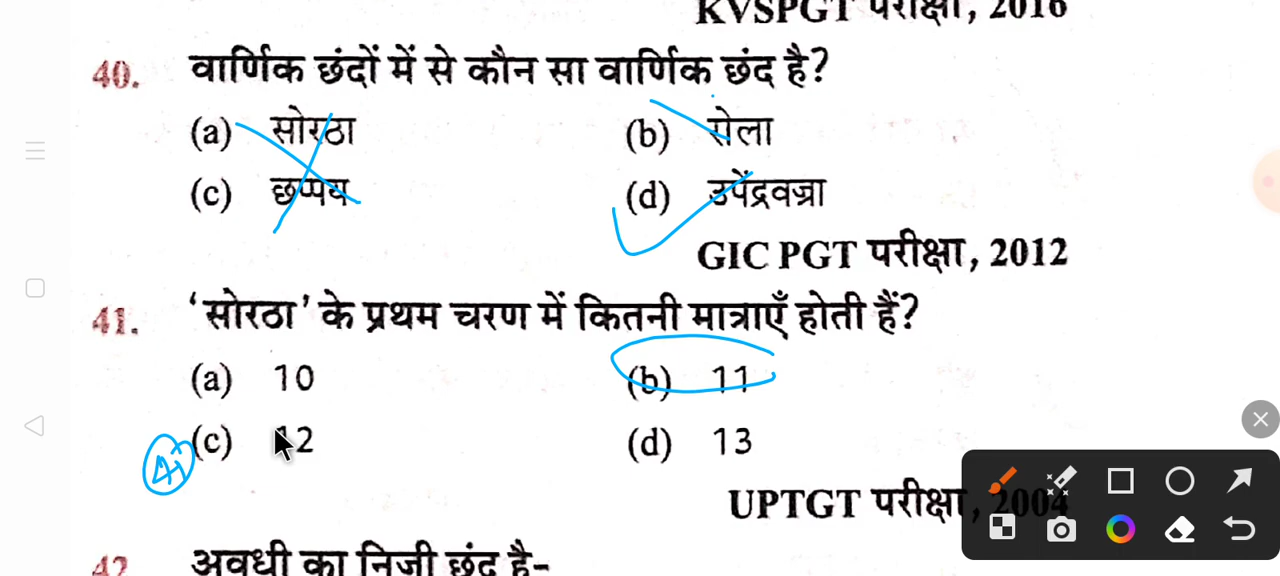 KVSPGT परीक्षा, 2016
40. वार्णिक छंदों में से कौन सा वार्णिक छंद है?
(a) सोरठा (b) रोला
(c) छप्पय (d) उपेंद्रवज्रा
GIC PGT परीक्षा, 2012
41. ‘सोरठा’ के प्रथम चरण में कितनी मात्राएँ होती हैं?
(a) 10 (b) 11
(c) 12 (d) 13
UPTGT परीक्षा, 2004
42. अवधी का निजी छंद है-